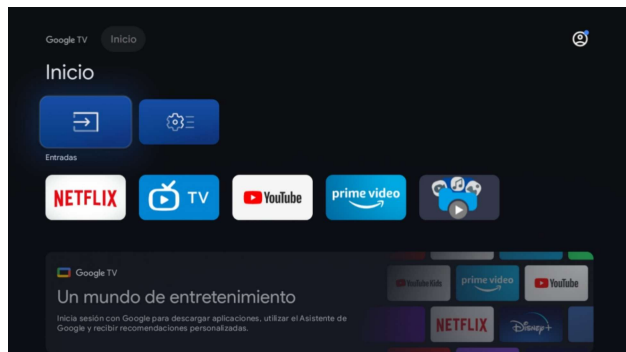 Google TV Inicio
Inicio
Entradas
NETFLIX TV YouTube prime video
Google TV
Un mundo de entretenimiento
Inicia sesión con Google para descargar aplicaciones, utilizar el Asistente de
Google y recibir recomendaciones personalizadas.
YouTube Kids prime video YouTube
NETFLIX Disney+